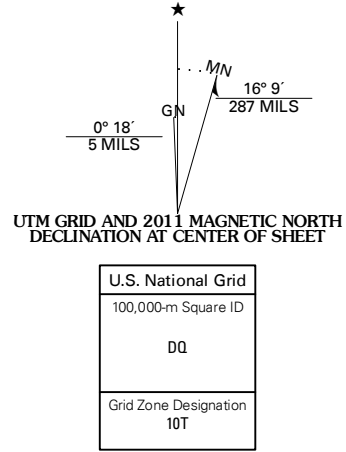 ★
MN
GN
16° 9´
287 MILS
0° 18´
5 MILS
UTM GRID AND 2011 MAGNETIC NORTH
DECLINATION AT CENTER OF SHEET
U.S. National Grid
100,000-m Square ID
DQ
Grid Zone Designation
10T